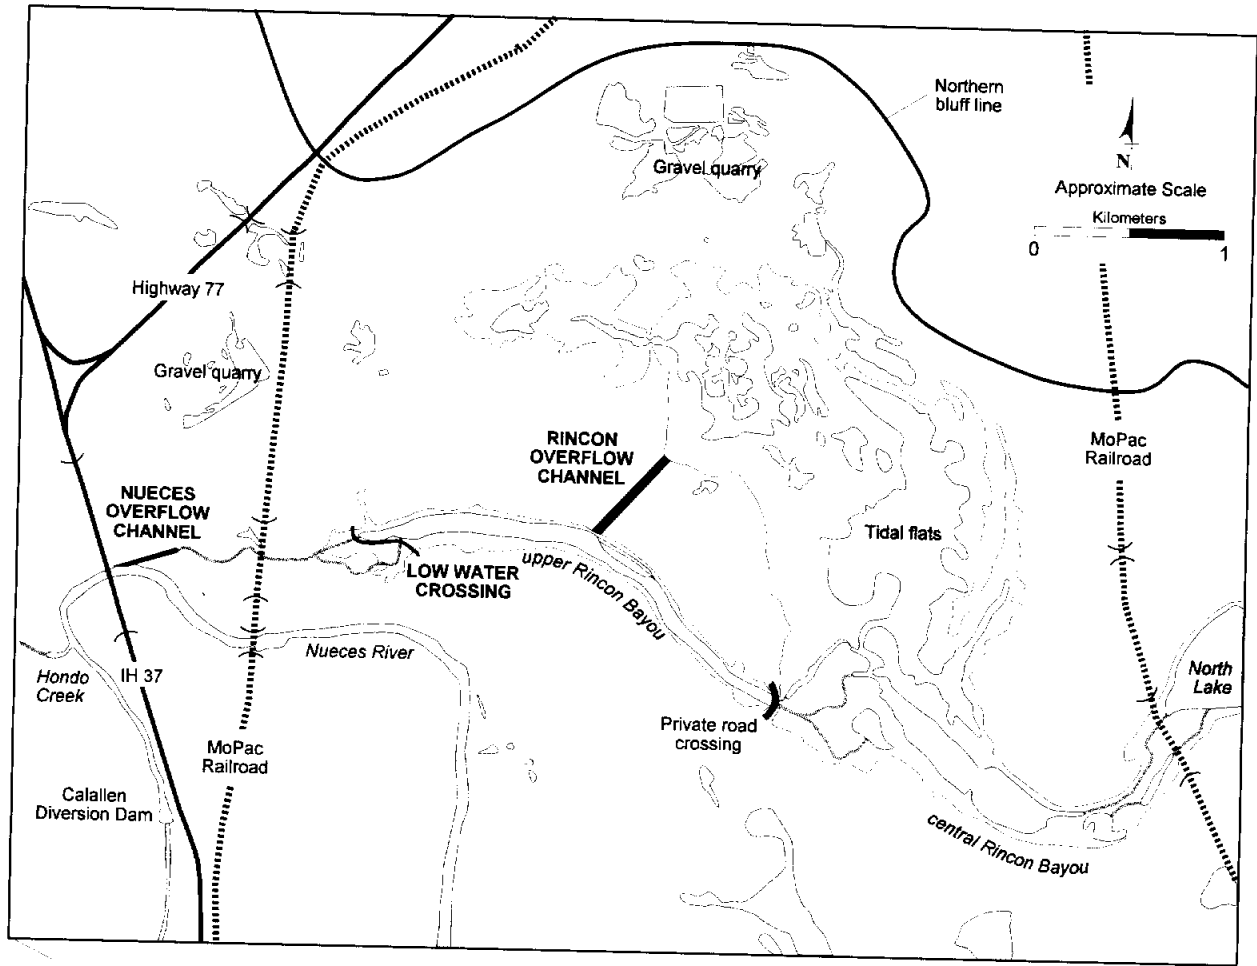 Northern
bluff line
N
Approximate Scale
Kilometers
0
1
Gravel quarry
Highway 77
Gravel quarry
MoPac
Railroad
RINCON
OVERFLOW
CHANNEL
NUECES
OVERFLOW
CHANNEL
Tidal flats
LOW WATER
CROSSING
upper Rincon Bayou
Nueces River
Hondo
Creek
IH 37
North
Lake
Private road
crossing
MoPac
Railroad
Calallen
Diversion Dam
central Rincon Bayou